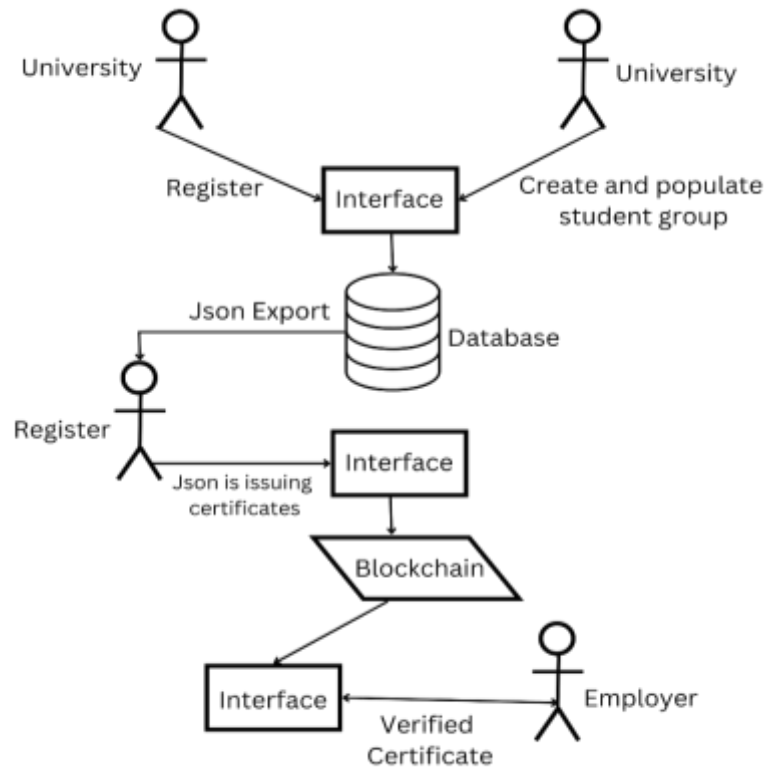 University
University
Register
Interface
Create and populate
student group
Json Export
Database
Register
Interface
Json is issuing
certificates
Blockchain
Interface
Employer
Verified
Certificate